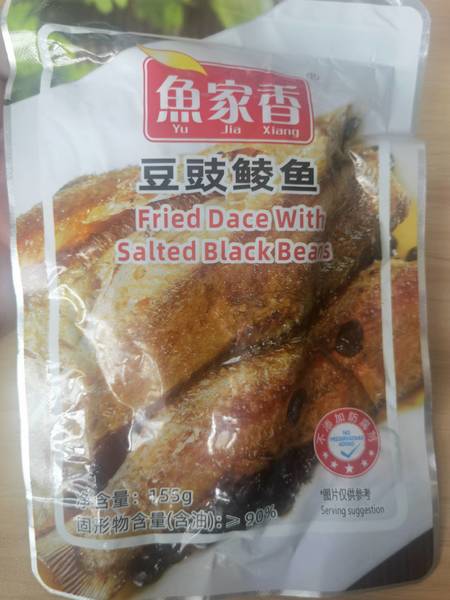 魚家香
Yu Jia Xiang
豆豉鲮鱼
Fried Dace With
Salted Black Beans
不添加防腐剂
NO
PRESERVATIVES
ADDED
净含量：155g
固形物含量(含油)：≥90%
*图片仅供参考
Serving suggestion